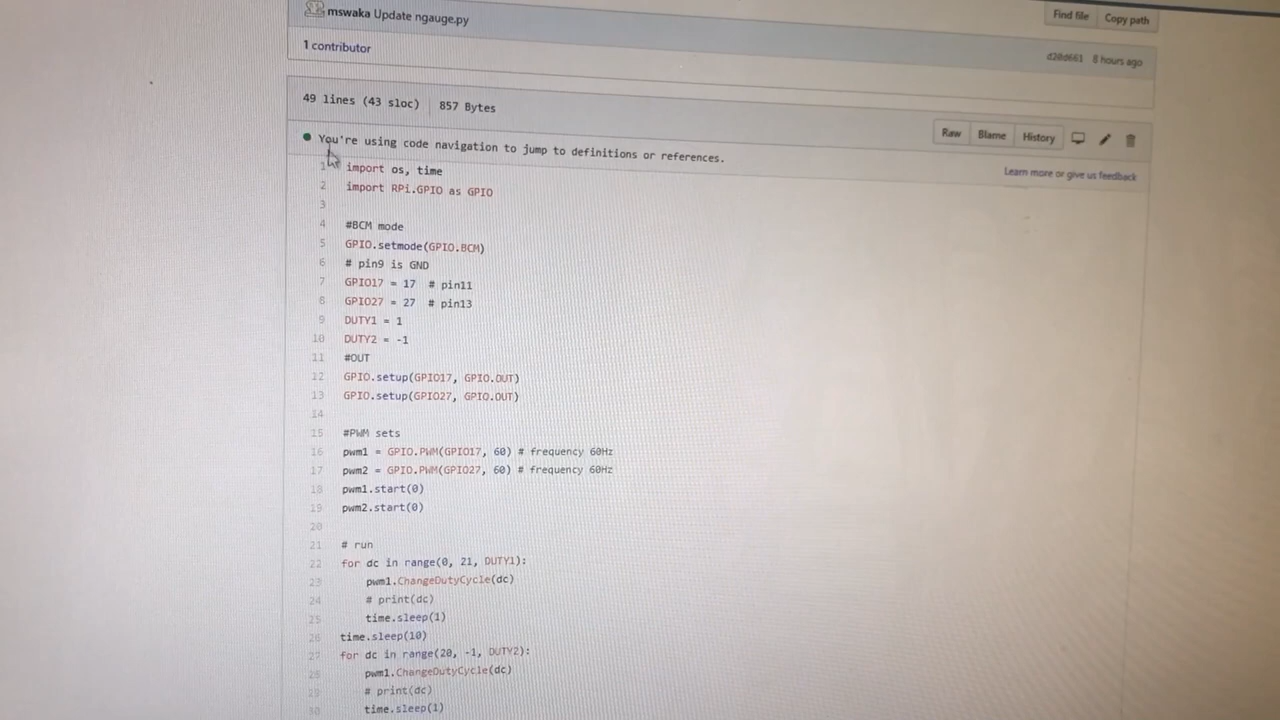 mswaka Update ngauge.py
Find file Copy path
1 contributor
d20d661 8 hours ago
49 lines (43 sloc) 857 Bytes
Raw Blame History
You're using code navigation to jump to definitions or references.
Learn more or give us feedback
1 import os, time
2 import RPi.GPIO as GPIO
3
4 #BCM mode
5 GPIO.setmode(GPIO.BCM)
6 # pin9 is GND
7 GPIO17 = 17 # pin11
8 GPIO27 = 27 # pin13
9 DUTY1 = 1
10 DUTY2 = -1
11 #OUT
12 GPIO.setup(GPIO17, GPIO.OUT)
13 GPIO.setup(GPIO27, GPIO.OUT)
14
15 #PWM sets
16 pwm1 = GPIO.PWM(GPIO17, 60) # frequency 60Hz
17 pwm2 = GPIO.PWM(GPIO27, 60) # frequency 60Hz
18 pwm1.start(0)
19 pwm2.start(0)
20
21 # run
22 for dc in range(0, 21, DUTY1):
23 pwm1.ChangeDutyCycle(dc)
24 # print(dc)
25 time.sleep(1)
26 time.sleep(10)
27 for dc in range(20, -1, DUTY2):
28 pwm1.ChangeDutyCycle(dc)
29 # print(dc)
30 time.sleep(1)